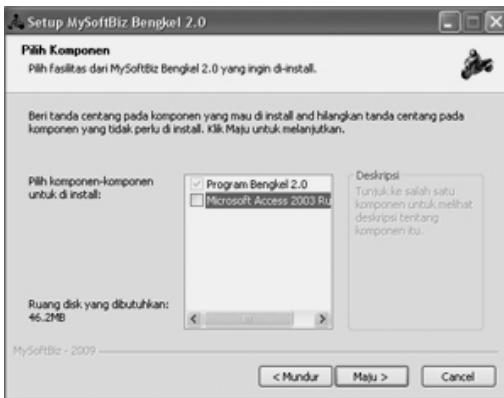 Setup MySoftBiz Bengkel 2.0
Pilih Komponen
Pilih fasilitas dari MySoftBiz Bengkel 2.0 yang ingin di-install.
Beri tanda centang pada komponen yang mau di install and hilangkan tanda centang pada
komponen yang tidak perlu di install. Klik Maju untuk melanjutkan.
Pilih komponen-komponen
untuk di install:
Program Bengkel 2.0
Microsoft Access 2003 Ru
Deskripsi
Tunjuk ke salah satu
komponen untuk melihat
deskripsi tentang
komponen itu.
Ruang disk yang dibutuhkan:
46.2MB
MySoftBiz - 2009
< Mundur
Maju >
Cancel